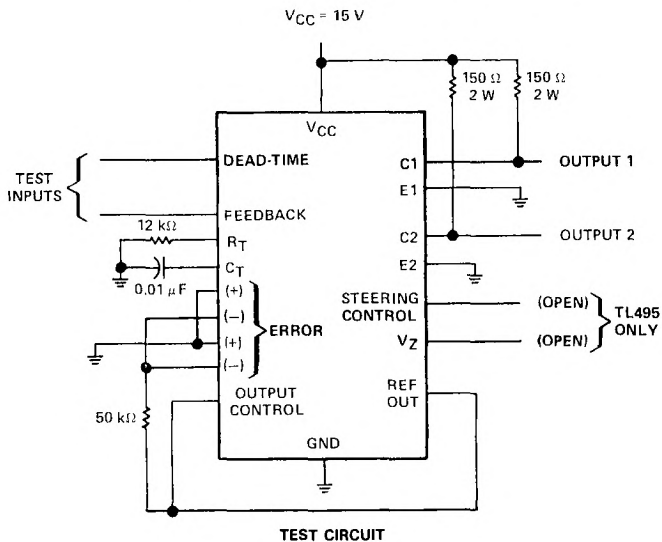 VCC = 15 V
150 Ω
2 W
150 Ω
2 W
VCC
TEST
INPUTS
DEAD-TIME
FEEDBACK
12 kΩ
RT
CT
0.01 μF
(+)
(−)
(+)
(−)
ERROR
50 kΩ
OUTPUT
CONTROL
GND
C1
OUTPUT 1
E1
C2
OUTPUT 2
E2
STEERING
CONTROL
(OPEN)
VZ
(OPEN)
TL495
ONLY
REF
OUT
TEST CIRCUIT